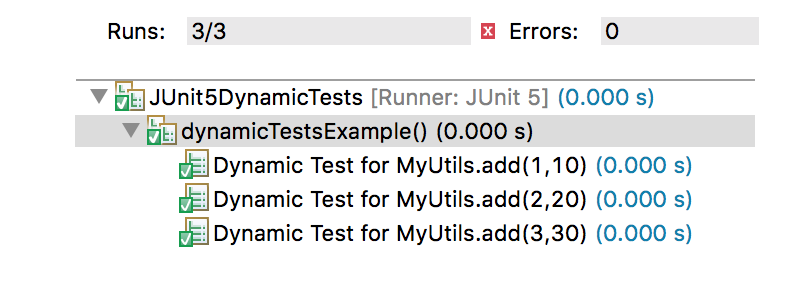 Runs: 3/3 Errors: 0
JUnit5DynamicTests [Runner: JUnit 5] (0.000 s)
dynamicTestsExample() (0.000 s)
Dynamic Test for MyUtils.add(1,10) (0.000 s)
Dynamic Test for MyUtils.add(2,20) (0.000 s)
Dynamic Test for MyUtils.add(3,30) (0.000 s)